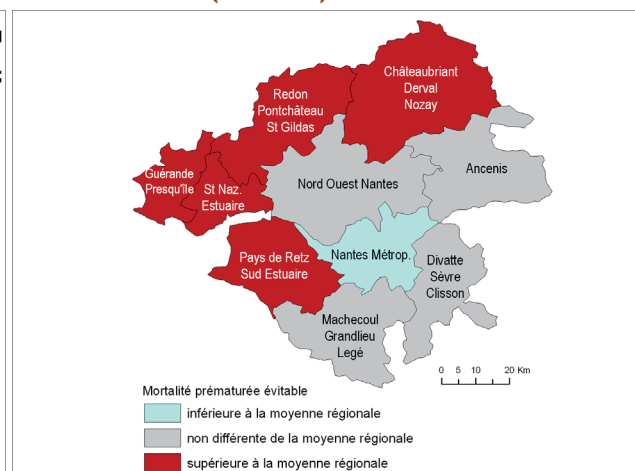 Châteaubriant
Derval
Nozay
Redon
Pontchâteau
St Gildas
Ancenis
Guérande
Presqu'île
St Naz.
Estuaire
Nord Ouest Nantes
Nantes Métrop.
Pays de Retz
Sud Estuaire
Divatte
Sèvre
Clisson
Machecoul
Grandlieu
Legé
0 5 10 20 Km
Mortalité prématurée évitable
inférieure à la moyenne régionale
non différente de la moyenne régionale
supérieure à la moyenne régionale